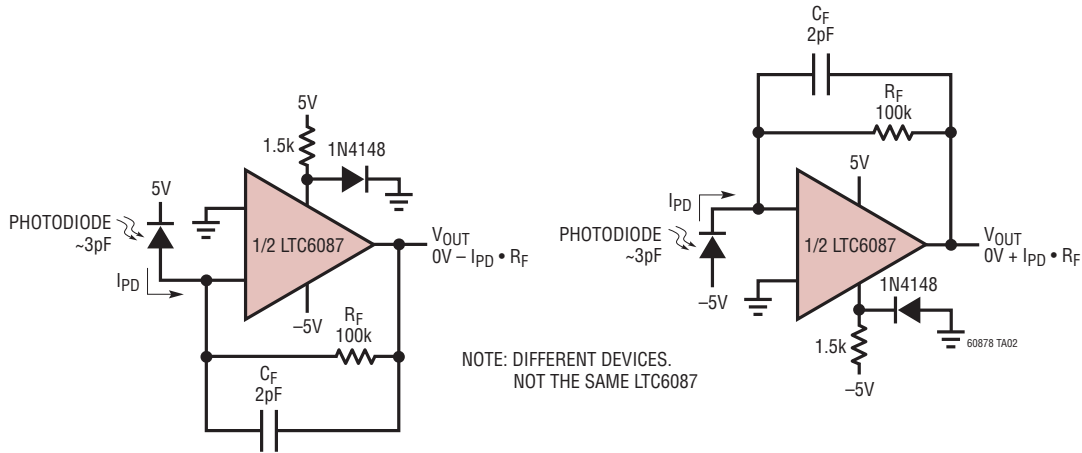 5V
1.5k
1N4148
5V
PHOTODIODE
~3pF
1/2 LTC6087
VOUT
0V – IPD • RF
IPD
–5V
RF
100k
CF
2pF
NOTE: DIFFERENT DEVICES.
NOT THE SAME LTC6087
CF
2pF
RF
100k
5V
IPD
PHOTODIODE
~3pF
1/2 LTC6087
VOUT
0V + IPD • RF
–5V
1N4148
1.5k
60878 TA02
–5V